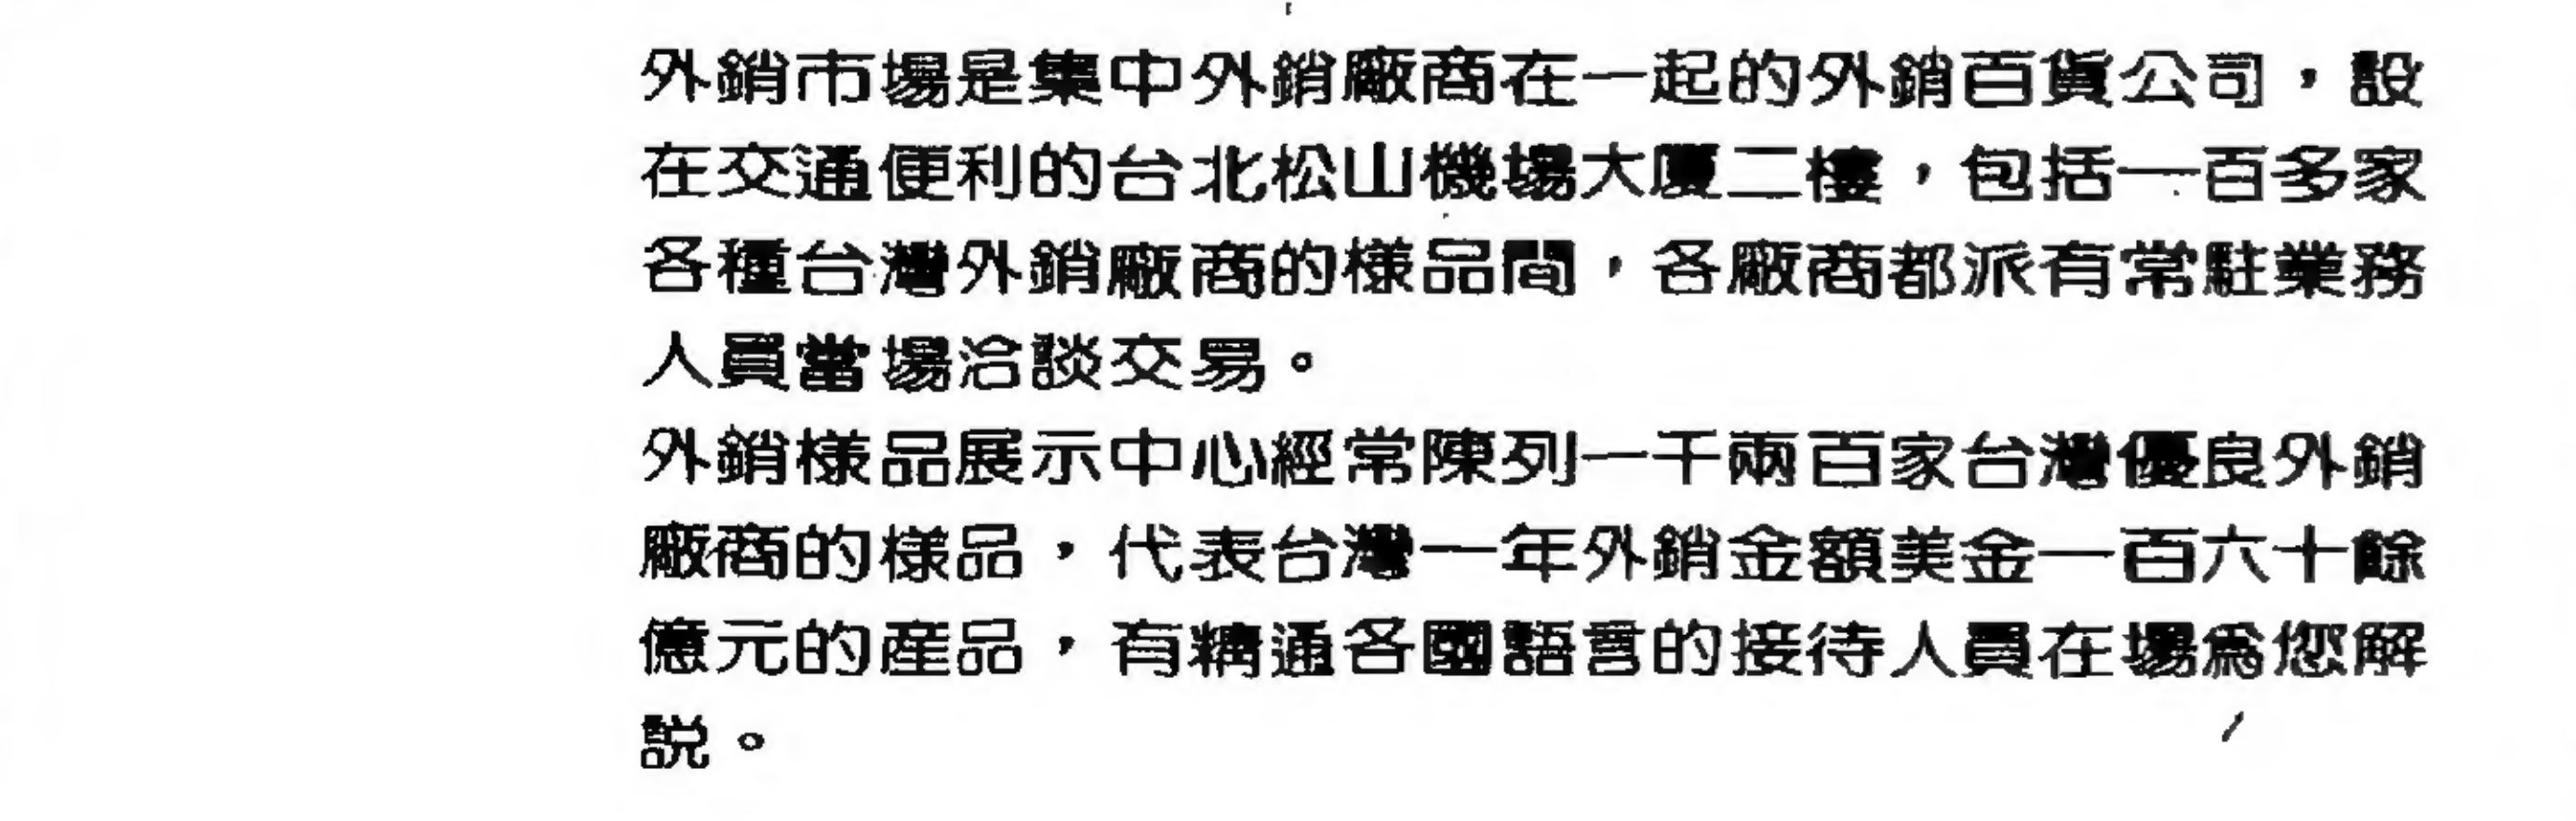 外銷市場是集中外銷廠商在一起的外銷百貨公司，設
在交通便利的台北松山機場大廈二樓，包括一百多家
各種台灣外銷廠商的樣品間，各廠商都派有常駐業務
人員當場洽談交易。
外銷樣品展示中心經常陳列一千兩百家台灣優良外銷
廠商的樣品，代表台灣一年外銷金額美金一百六十餘
億元的產品，有精通各國語言的接待人員在場為您解
說。